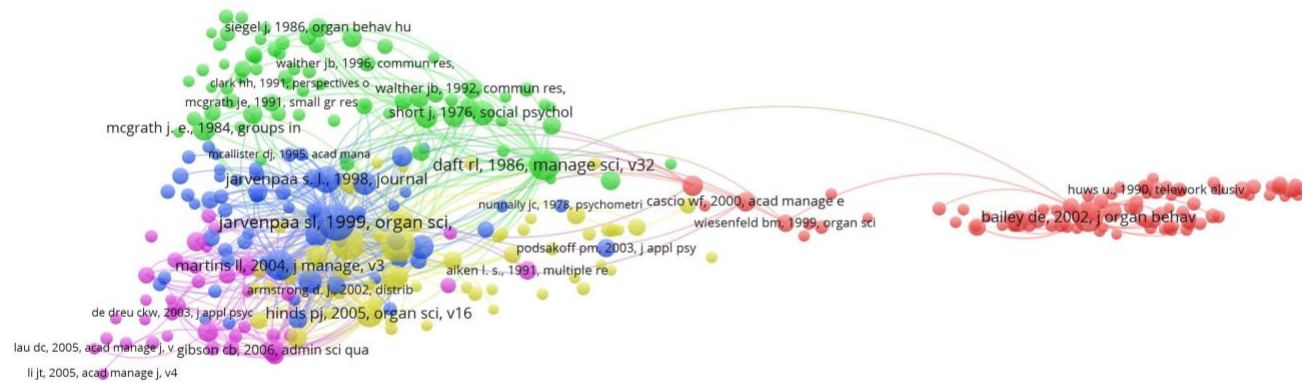 siegel j, 1986, organ behav hu
walther jb, 1996, commun res,
clark hh, 1991, perspectives o
walther jb, 1992, commun res,
mcgrath je, 1991, small gr res
short j, 1976, social psychol
mcgrath j. e., 1984, groups in
mcallister dj, 1995, acad mana
daft rl, 1986, manage sci, v32
jarvenpaa s. l., 1998, journal
huws u., 1990, telework elusiv
nunnally jc, 1978, psychometri
cascio wf, 2000, acad manage e
bailey de, 2002, j organ behav
jarvenpaa sl, 1999, organ sci,
wiesenfeld bm, 1999, organ sci
podsakoff pm, 2003, j appl psy
martins ll, 2004, j manage, v3
aiken l. s., 1991, multiple re
armstrong d. j., 2002, distrib
de dreu ckw, 2003, j appl psyc
hinds pj, 2005, organ sci, v16
lau dc, 2005, acad manage j, v
gibson cb, 2006, admin sci qua
li jt, 2005, acad manage j, v4